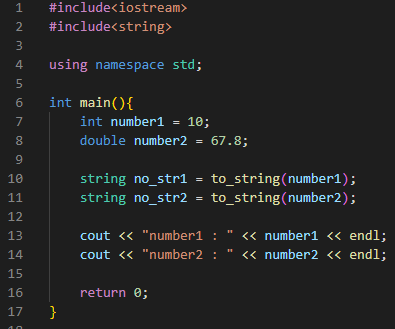 1 #include<iostream>
2 #include<string>
3
4 using namespace std;
5
6 int main(){
7     int number1 = 10;
8     double number2 = 67.8;
9
10     string no_str1 = to_string(number1);
11     string no_str2 = to_string(number2);
12
13     cout << "number1 : " << number1 << endl;
14     cout << "number2 : " << number2 << endl;
15
16     return 0;
17 }